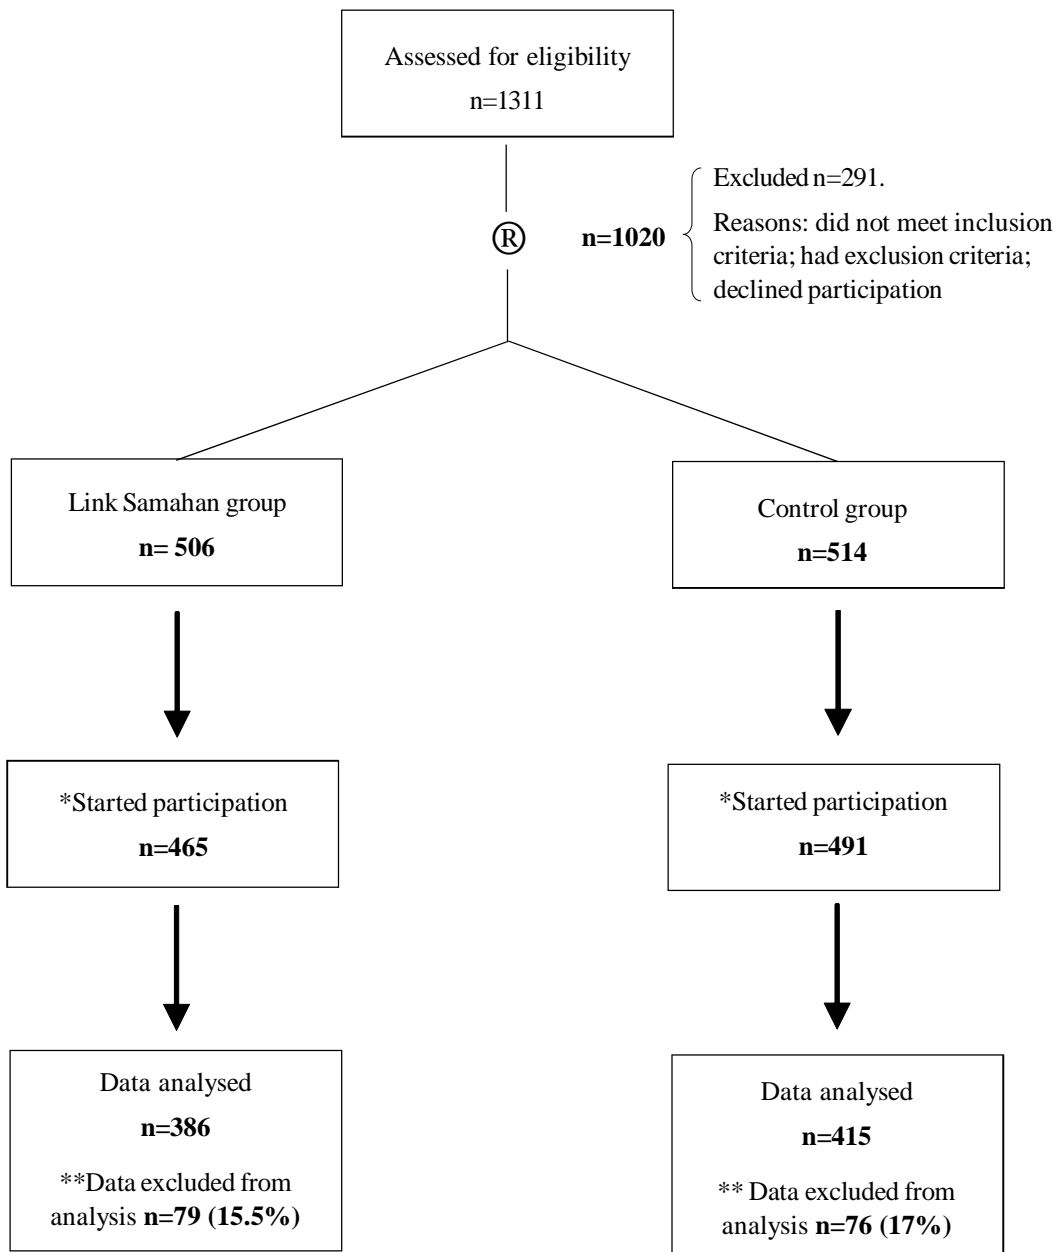 Assessed for eligibility
n=1311
Excluded n=291.
® n=1020
Reasons: did not meet inclusion
criteria; had exclusion criteria;
declined participation
Link Samahan group
n= 506
Control group
n=514
*Started participation
n=465
*Started participation
n=491
Data analysed
n=386
**Data excluded from
analysis n=79 (15.5%)
Data analysed
n=415
** Data excluded from
analysis n=76 (17%)